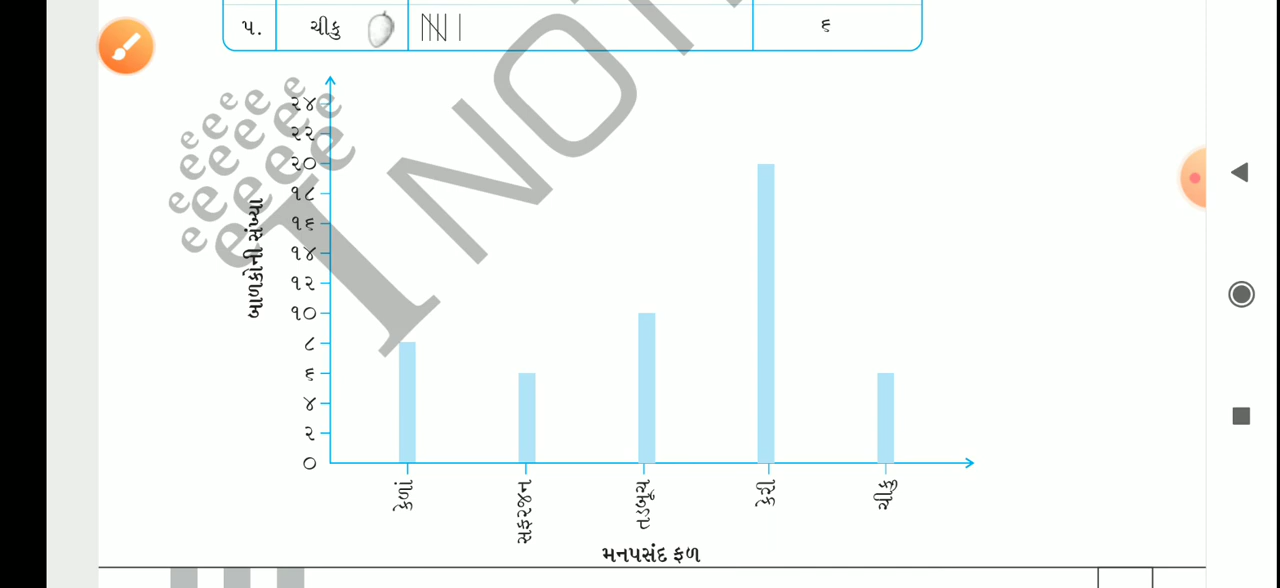 ૫. ચીકુ ૬
૨૪
૨૨
૨૦
૧૮
૧૬
૧૪
૧૨
૧૦
૮
૬
૪
૨
૦
બાળકોની સંખ્યા
કેળાં
સફરજન
તડબૂચ
કેરી
ચીકુ
મનપસંદ ફળ